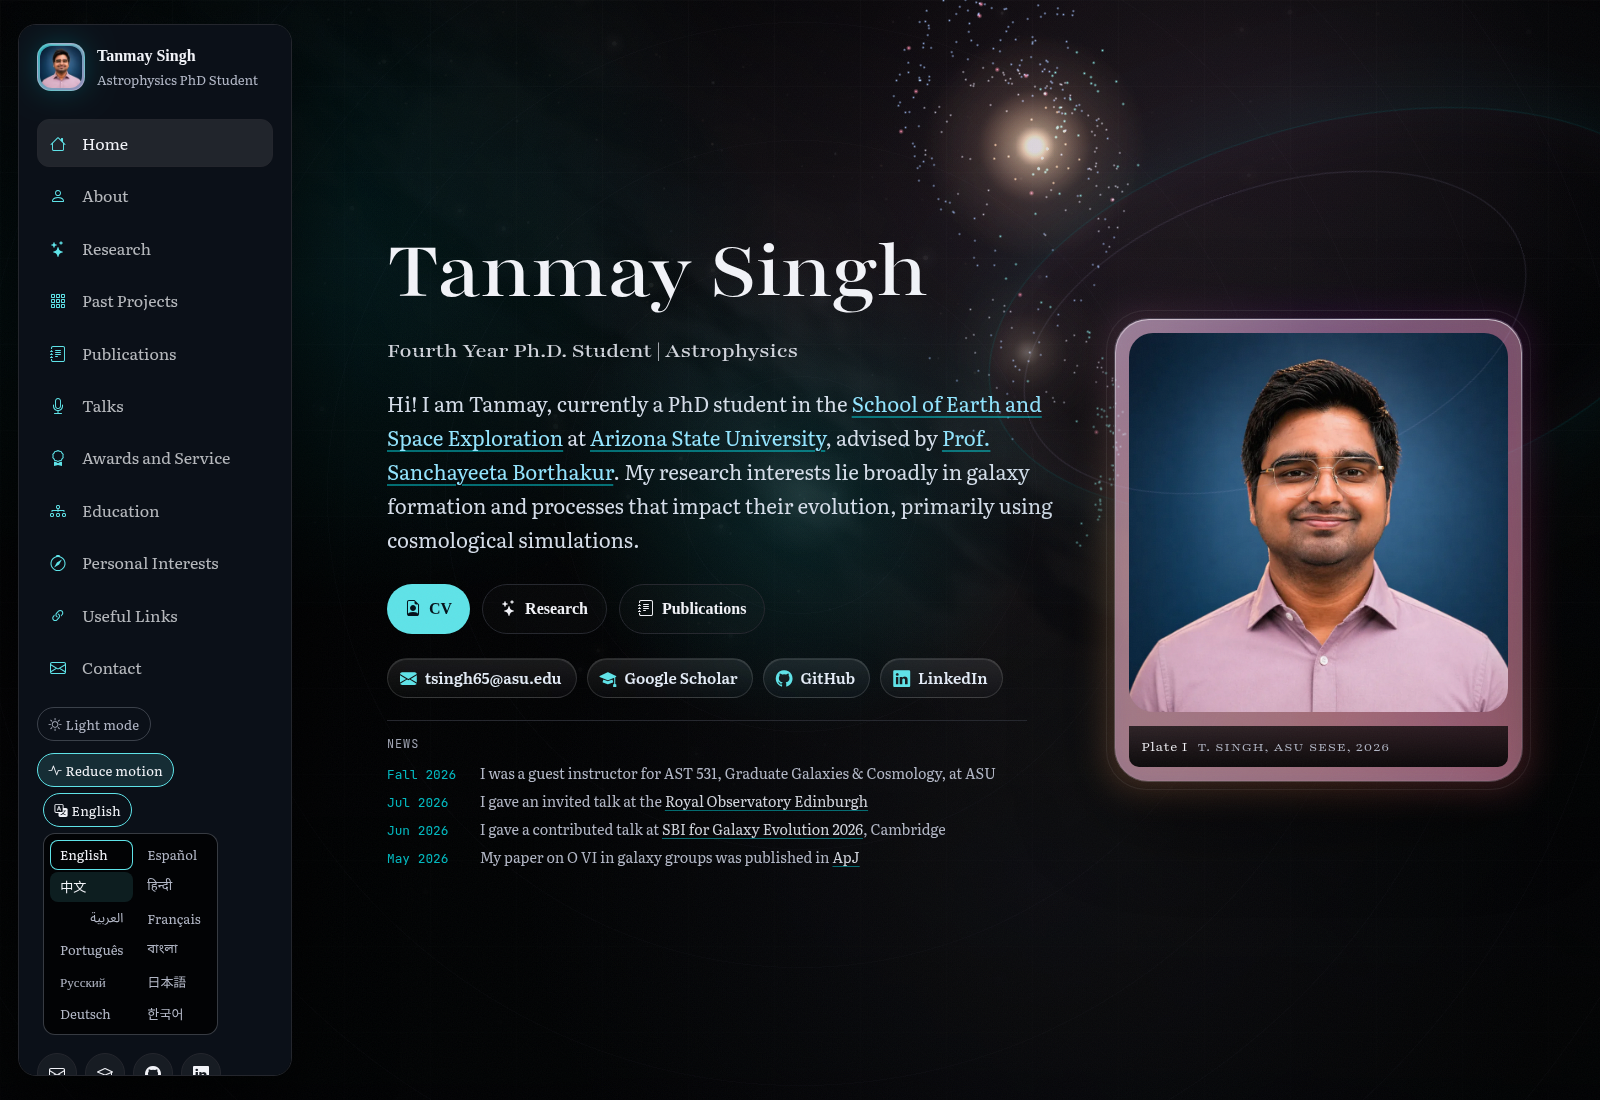 Tanmay Singh
Astrophysics PhD Student
Home
About
Research
Past Projects
Publications
Talks
Awards and Service
Education
Personal Interests
Useful Links
Contact
Light mode
Reduce motion
English
English
Español
中文
हिन्दी
العربية
Français
Português
বাংলা
Русский
日本語
Deutsch
한국어
Tanmay Singh
Fourth Year Ph.D. Student | Astrophysics
Hi! I am Tanmay, currently a PhD student in the School of Earth and
Space Exploration at Arizona State University, advised by Prof.
Sanchayeeta Borthakur. My research interests lie broadly in galaxy
formation and processes that impact their evolution, primarily using
cosmological simulations.
CV
Research
Publications
tsingh65@asu.edu
Google Scholar
GitHub
LinkedIn
NEWS
Fall 2026 I was a guest instructor for AST 531, Graduate Galaxies & Cosmology, at ASU
Jul 2026 I gave an invited talk at the Royal Observatory Edinburgh
Jun 2026 I gave a contributed talk at SBI for Galaxy Evolution 2026, Cambridge
May 2026 My paper on O VI in galaxy groups was published in ApJ
Plate I T. SINGH, ASU SESE, 2026